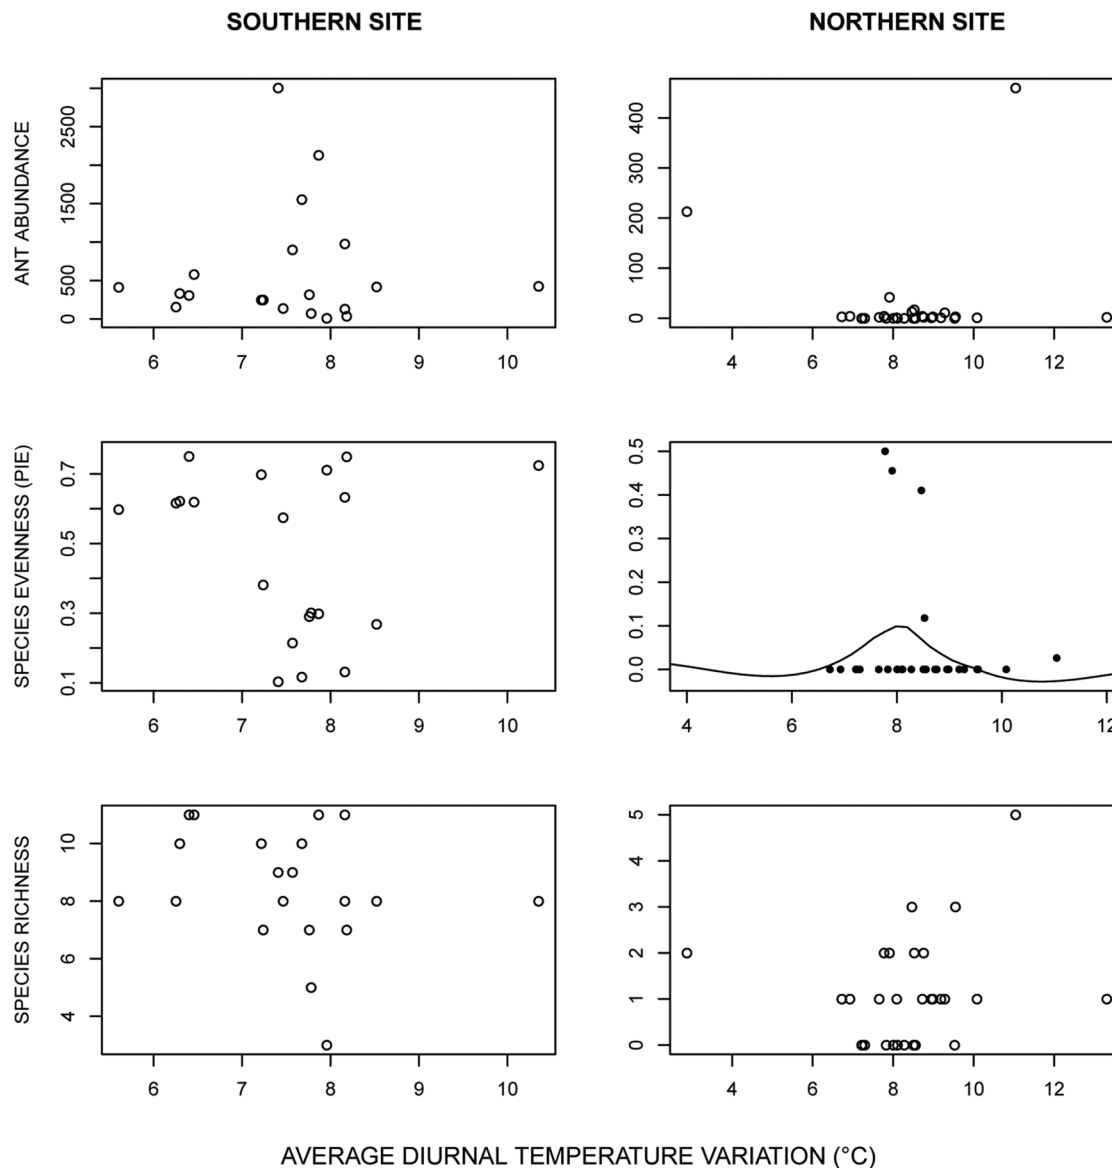 SOUTHERN SITE NORTHERN SITE
ANT ABUNDANCE
0 500 1500 2500
6 7 8 9 10
0 100 200 300 400
4 6 8 10 12
SPECIES EVENNESS (PIE)
0.1 0.3 0.5 0.7
6 7 8 9 10
0.0 0.1 0.2 0.3 0.4 0.5
4 6 8 10 12
SPECIES RICHNESS
4 6 8 10
6 7 8 9 10
0 1 2 3 4 5
4 6 8 10 12
AVERAGE DIURNAL TEMPERATURE VARIATION (°C)